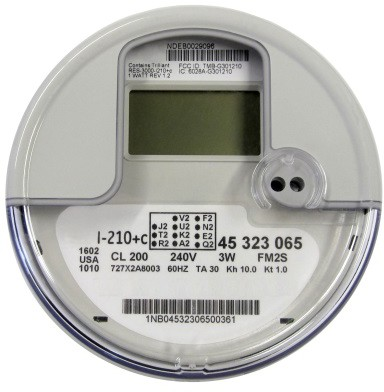 NDEB0029096
Contains Trilliant
RES-3000-I210+c
1 WATT REV 1.2
FCC ID: TMB-G301210
IC: 6028A-G301210
I-210+c
V2 F2
J2 U2 N2
T2 K2 E2
R2 A2 Q2
45 323 065
1602
USA
1010
CL 200 240V 3W FM2S
727X2A8003 60HZ TA 30 Kh 10.0 Kt 1.0
1NB04532306500361